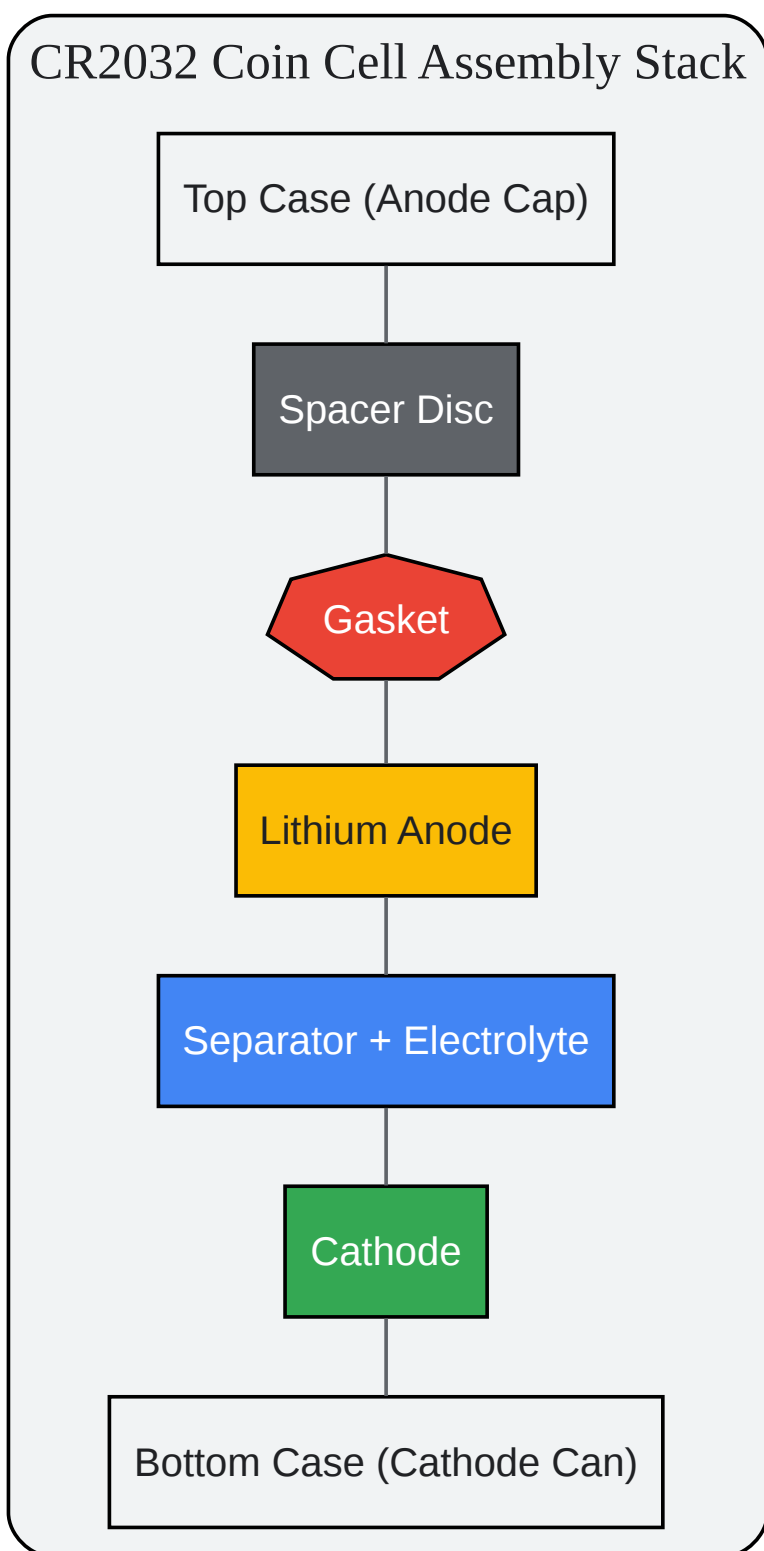 CR2032 Coin Cell Assembly Stack
Top Case (Anode Cap)
Spacer Disc
Gasket
Lithium Anode
Separator + Electrolyte
Cathode
Bottom Case (Cathode Can)